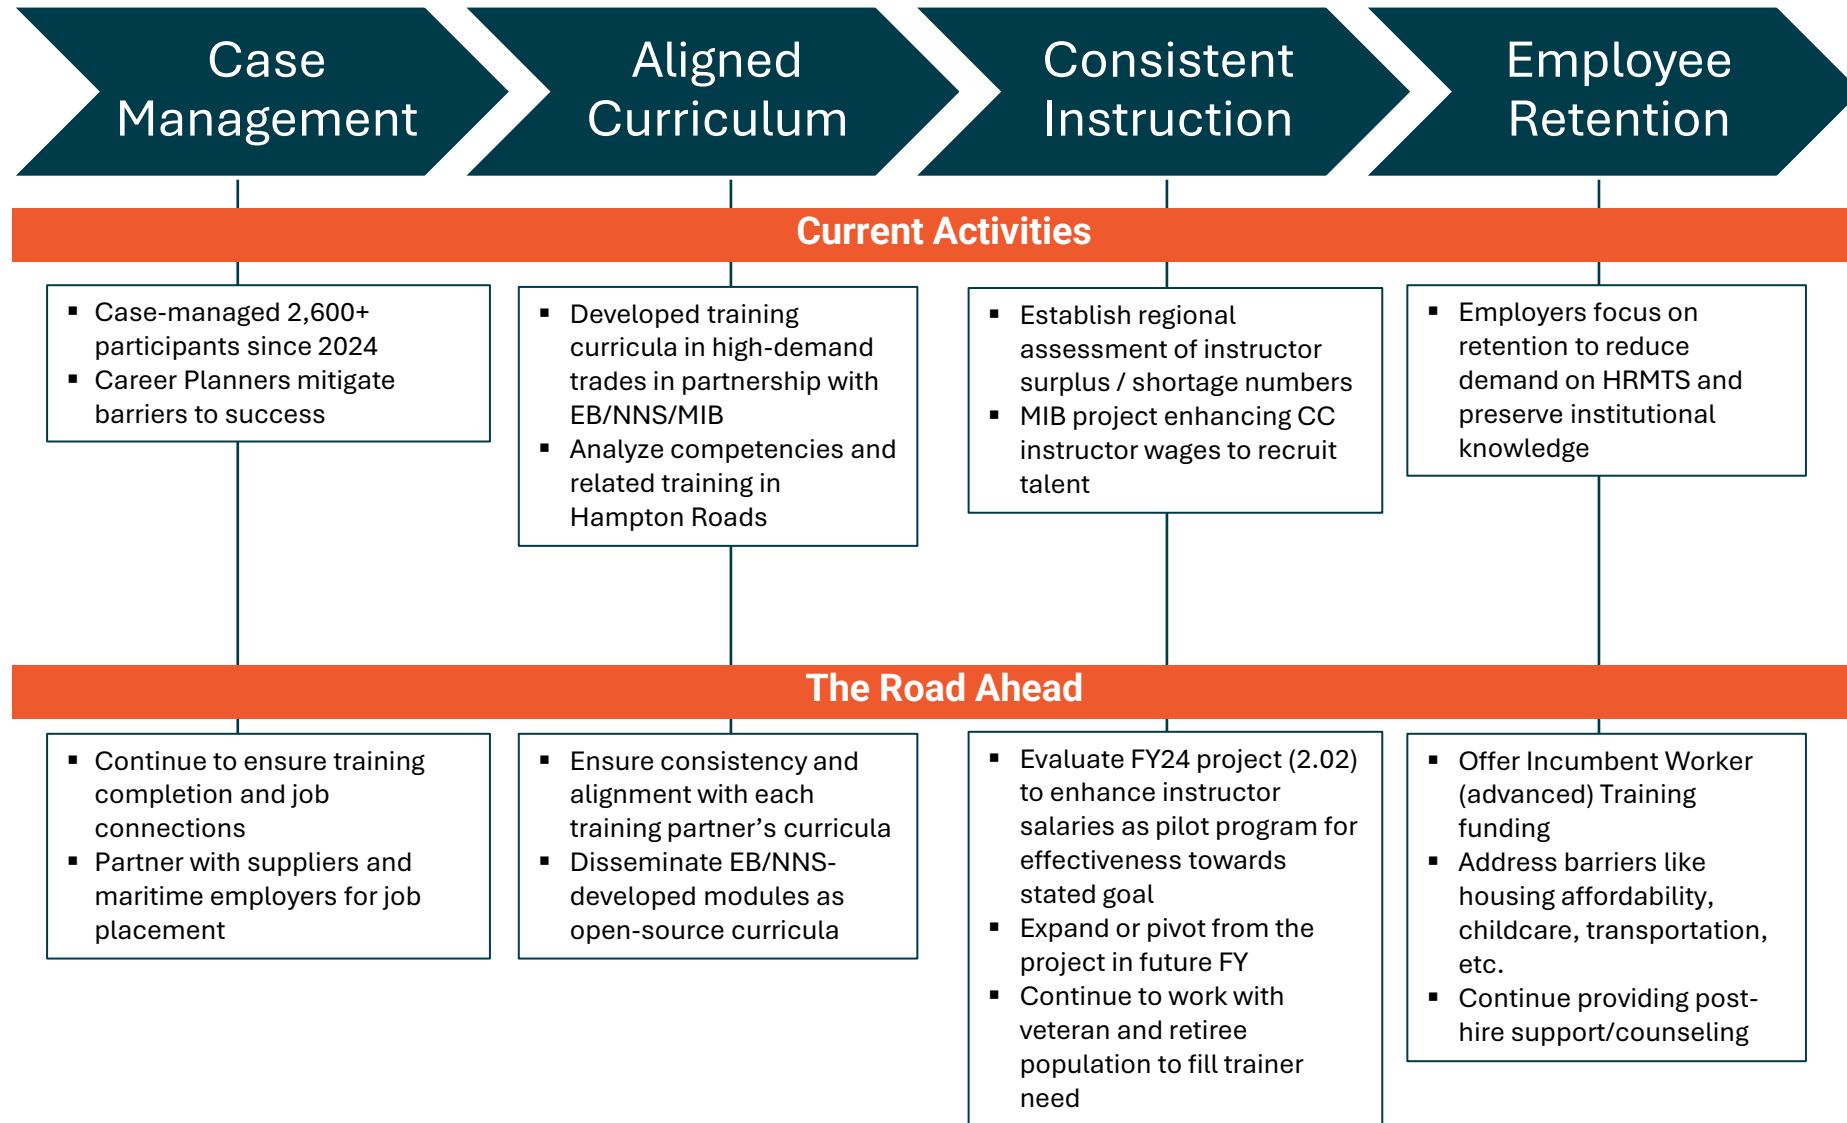 Case
Management
Aligned
Curriculum
Consistent
Instruction
Employee
Retention
Current Activities
▪ Case-managed 2,600+
participants since 2024
▪ Career Planners mitigate
barriers to success
▪ Developed training
curricula in high-demand
trades in partnership with
EB/NNS/MIB
▪ Analyze competencies and
related training in
Hampton Roads
▪ Establish regional
assessment of instructor
surplus / shortage numbers
▪ MIB project enhancing CC
instructor wages to recruit
talent
▪ Employers focus on
retention to reduce
demand on HRMTS and
preserve institutional
knowledge
The Road Ahead
▪ Continue to ensure training
completion and job
connections
▪ Partner with suppliers and
maritime employers for job
placement
▪ Ensure consistency and
alignment with each
training partner’s curricula
▪ Disseminate EB/NNS-
developed modules as
open-source curricula
▪ Evaluate FY24 project (2.02)
to enhance instructor
salaries as pilot program for
effectiveness towards
stated goal
▪ Expand or pivot from the
project in future FY
▪ Continue to work with
veteran and retiree
population to fill trainer
need
▪ Offer Incumbent Worker
(advanced) Training
funding
▪ Address barriers like
housing affordability,
childcare, transportation,
etc.
▪ Continue providing post-
hire support/counseling